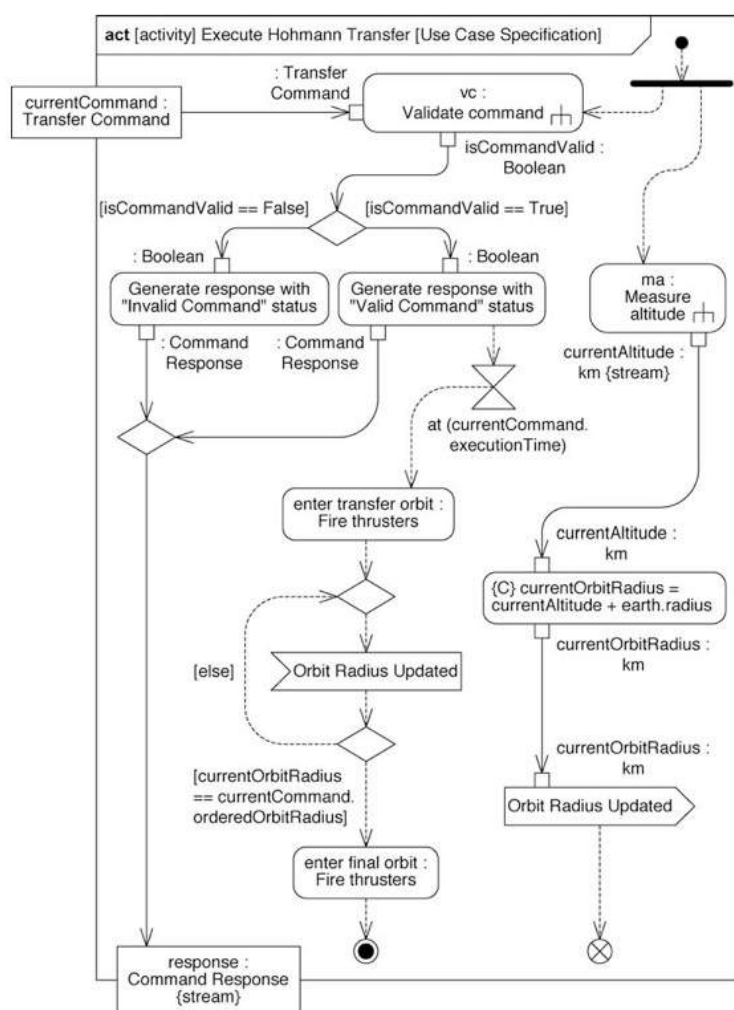 act [activity] Execute Hohmann Transfer [Use Case Specification]
currentCommand :
Transfer Command
: Transfer
Command
vc :
Validate command
isCommandValid :
Boolean
[isCommandValid == False]
[isCommandValid == True]
: Boolean
: Boolean
Generate response with
"Invalid Command" status
Generate response with
"Valid Command" status
: Command
Response
: Command
Response
ma :
Measure
altitude
currentAltitude :
km {stream}
at (currentCommand.
executionTime)
enter transfer orbit :
Fire thrusters
currentAltitude :
km
{C} currentOrbitRadius =
currentAltitude + earth.radius
currentOrbitRadius :
km
[else]
Orbit Radius Updated
currentOrbitRadius :
km
Orbit Radius Updated
[currentOrbitRadius
== currentCommand.
orderedOrbitRadius]
enter final orbit :
Fire thrusters
response :
Command Response
{stream}